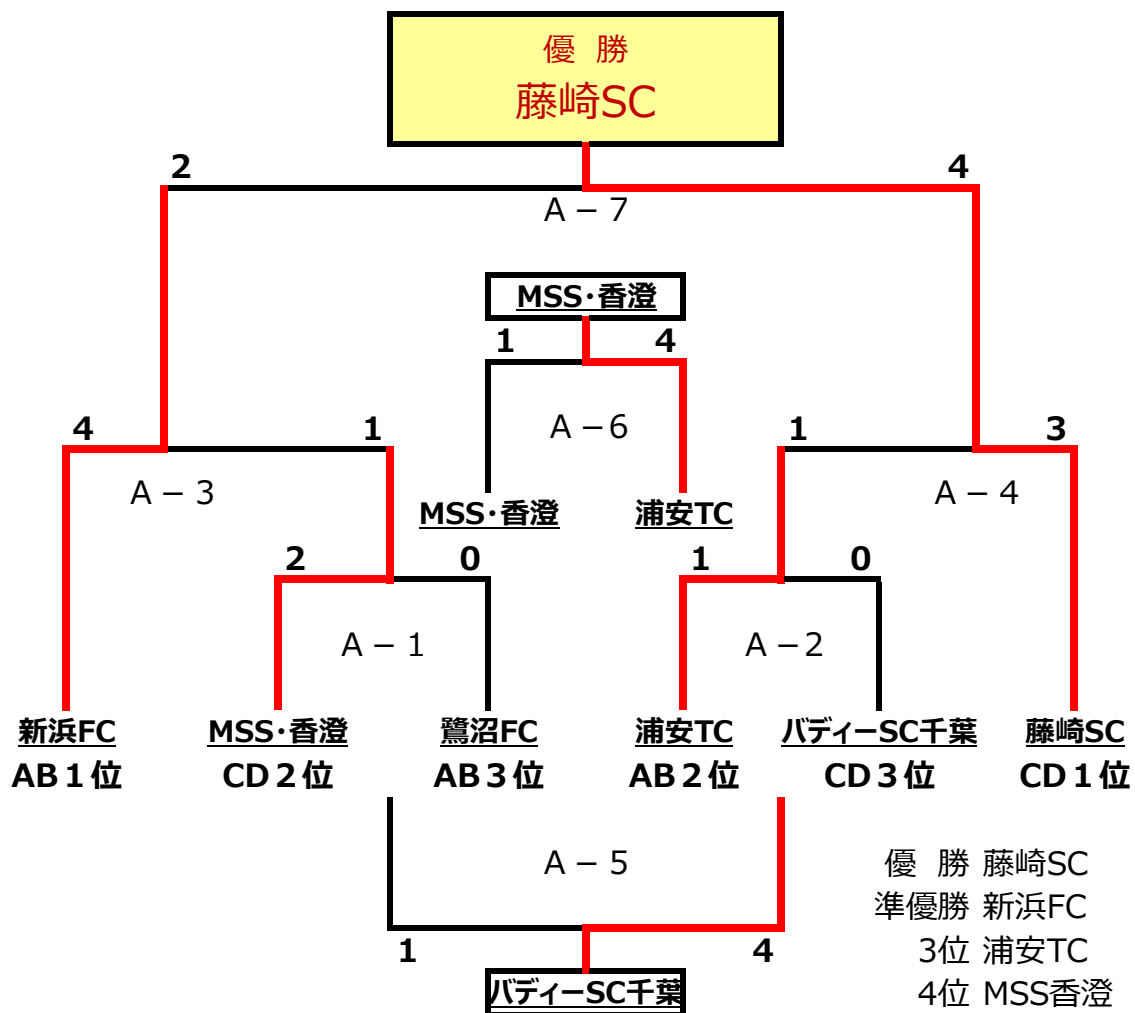 優 勝
藤崎SC
2 4
A－7
MSS・香澄
1 4
4 1 A－6 1 3
A－3 A－4
MSS・香澄 浦安TC
2 0 1 0
A－1 A－2
新浜FC MSS・香澄 鷺沼FC 浦安TC バディーSC千葉 藤崎SC
AB１位 CD２位 AB３位 AB２位 CD３位 CD１位
A－5
優 勝 藤崎SC
準優勝 新浜FC
1 4
3位 浦安TC
バディーSC千葉
4位 MSS香澄